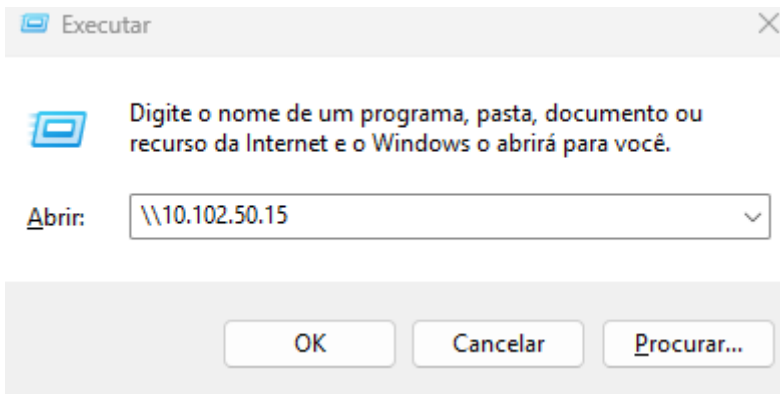 Executar
Digite o nome de um programa, pasta, documento ou
recurso da Internet e o Windows o abrirá para você.
Abrir: \\10.102.50.15
OK Cancelar Procurar...